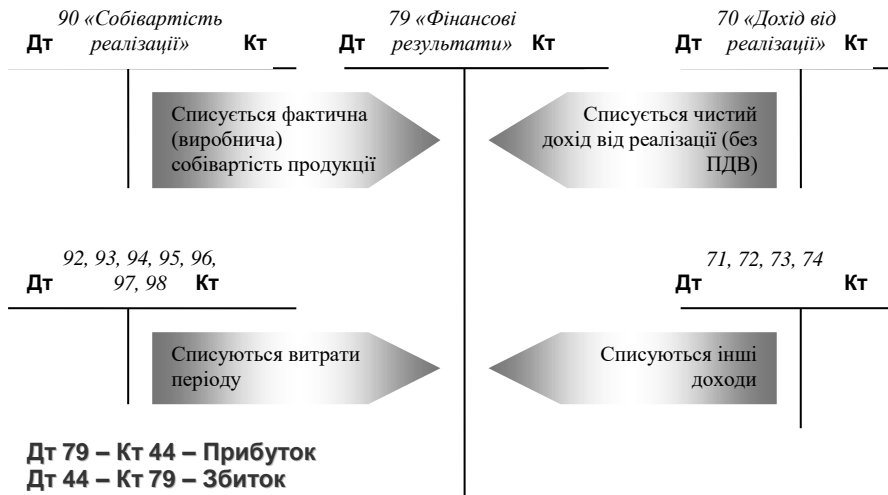 90 «Собівартість
Дт реалізації» Кт
79 «Фінансові
Дт результати» Кт
70 «Дохід від
Дт реалізації» Кт
Списується фактична
(виробнича)
собівартість продукції
Списується чистий
дохід від реалізації (без
ПДВ)
92, 93, 94, 95, 96,
Дт 97, 98 Кт
71, 72, 73, 74
Дт Кт
Списуються витрати
періоду
Списуються інші
доходи
Дт 79 – Кт 44 – Прибуток
Дт 44 – Кт 79 – Збиток